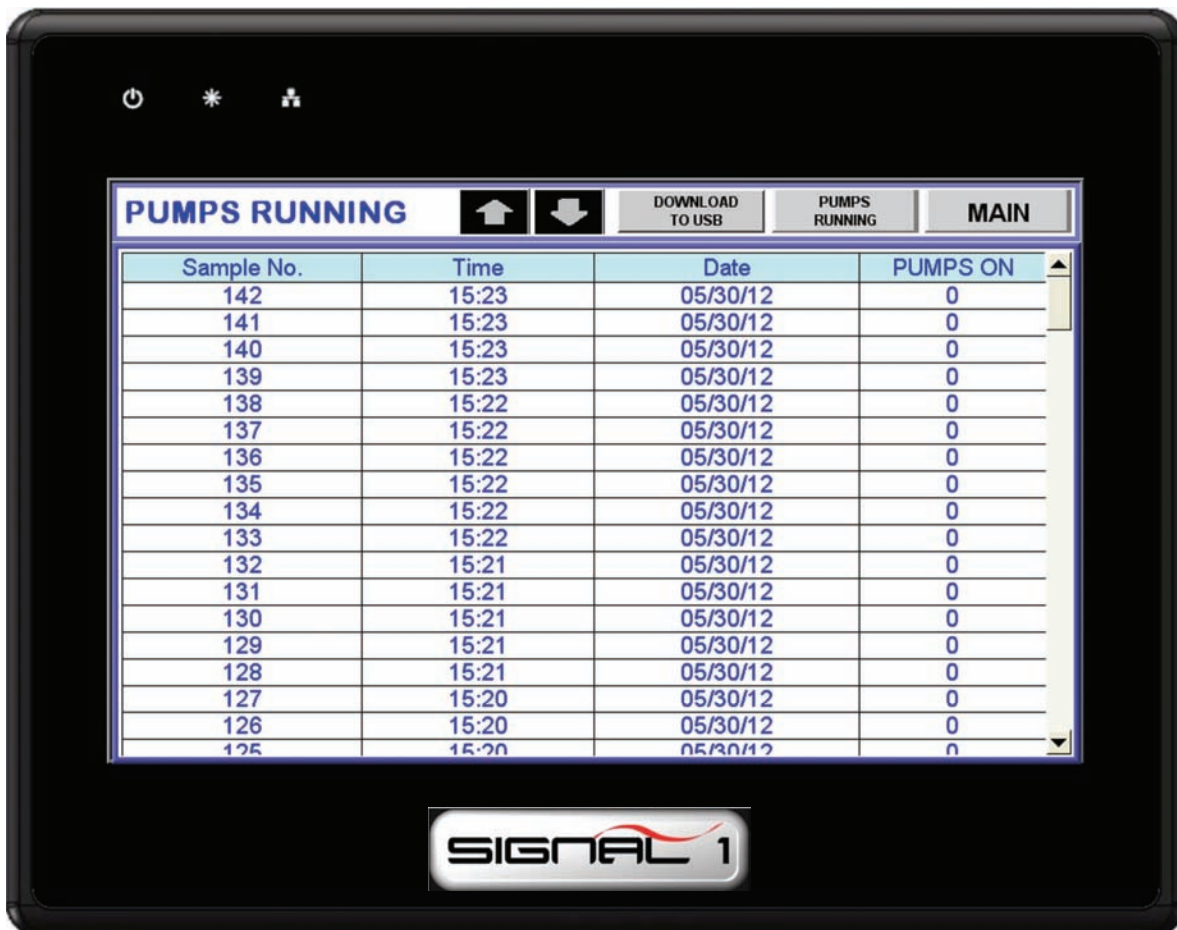 PUMPS RUNNING
DOWNLOAD
TO USB
PUMPS
RUNNING
MAIN
Sample No. Time Date PUMPS ON
142 15:23 05/30/12 0
141 15:23 05/30/12 0
140 15:23 05/30/12 0
139 15:23 05/30/12 0
138 15:22 05/30/12 0
137 15:22 05/30/12 0
136 15:22 05/30/12 0
135 15:22 05/30/12 0
134 15:22 05/30/12 0
133 15:22 05/30/12 0
132 15:21 05/30/12 0
131 15:21 05/30/12 0
130 15:21 05/30/12 0
129 15:21 05/30/12 0
128 15:21 05/30/12 0
127 15:20 05/30/12 0
126 15:20 05/30/12 0
125 15:20 05/30/12 0
SIGNAL 1